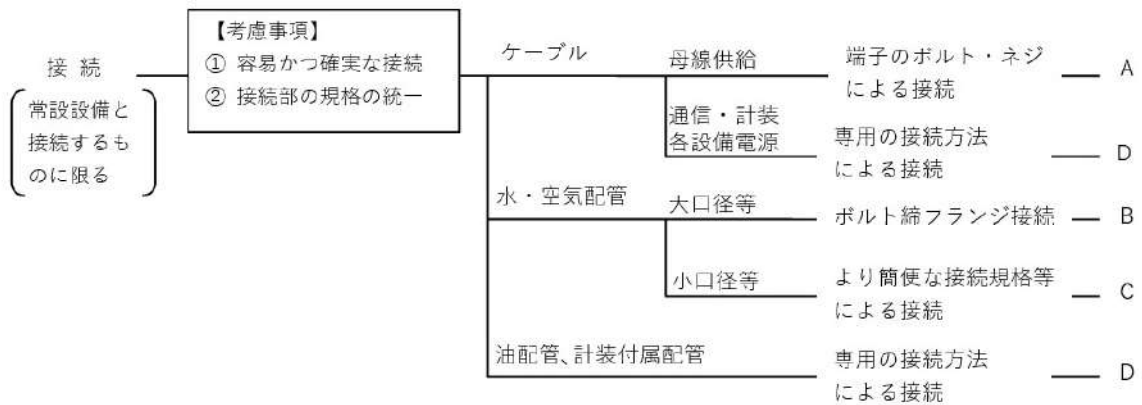 【考慮事項】
① 容易かつ確実な接続
② 接続部の規格の統一
接 続
常設設備と
接続するも
のに限る
ケーブル
母線供給
端子のボルト・ネジ
による接続
A
通信・計装
各設備電源
専用の接続方法
による接続
D
水・空気配管
大口径等
ボルト締フランジ接続
B
小口径等
より簡便な接続規格等
による接続
C
油配管、計装付属配管
専用の接続方法
による接続
D